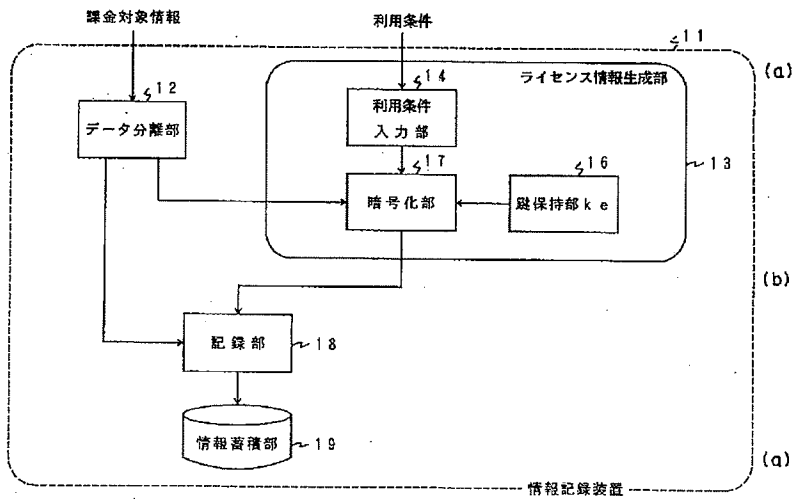 課金対象情報
利用条件
11
(a)
ライセンス情報生成部
12
データ分離部
14
利用条件
入力部
13
17
暗号化部
16
鍵保持部ke
(b)
記録部
18
情報蓄積部
19
(a)
情報記録装置